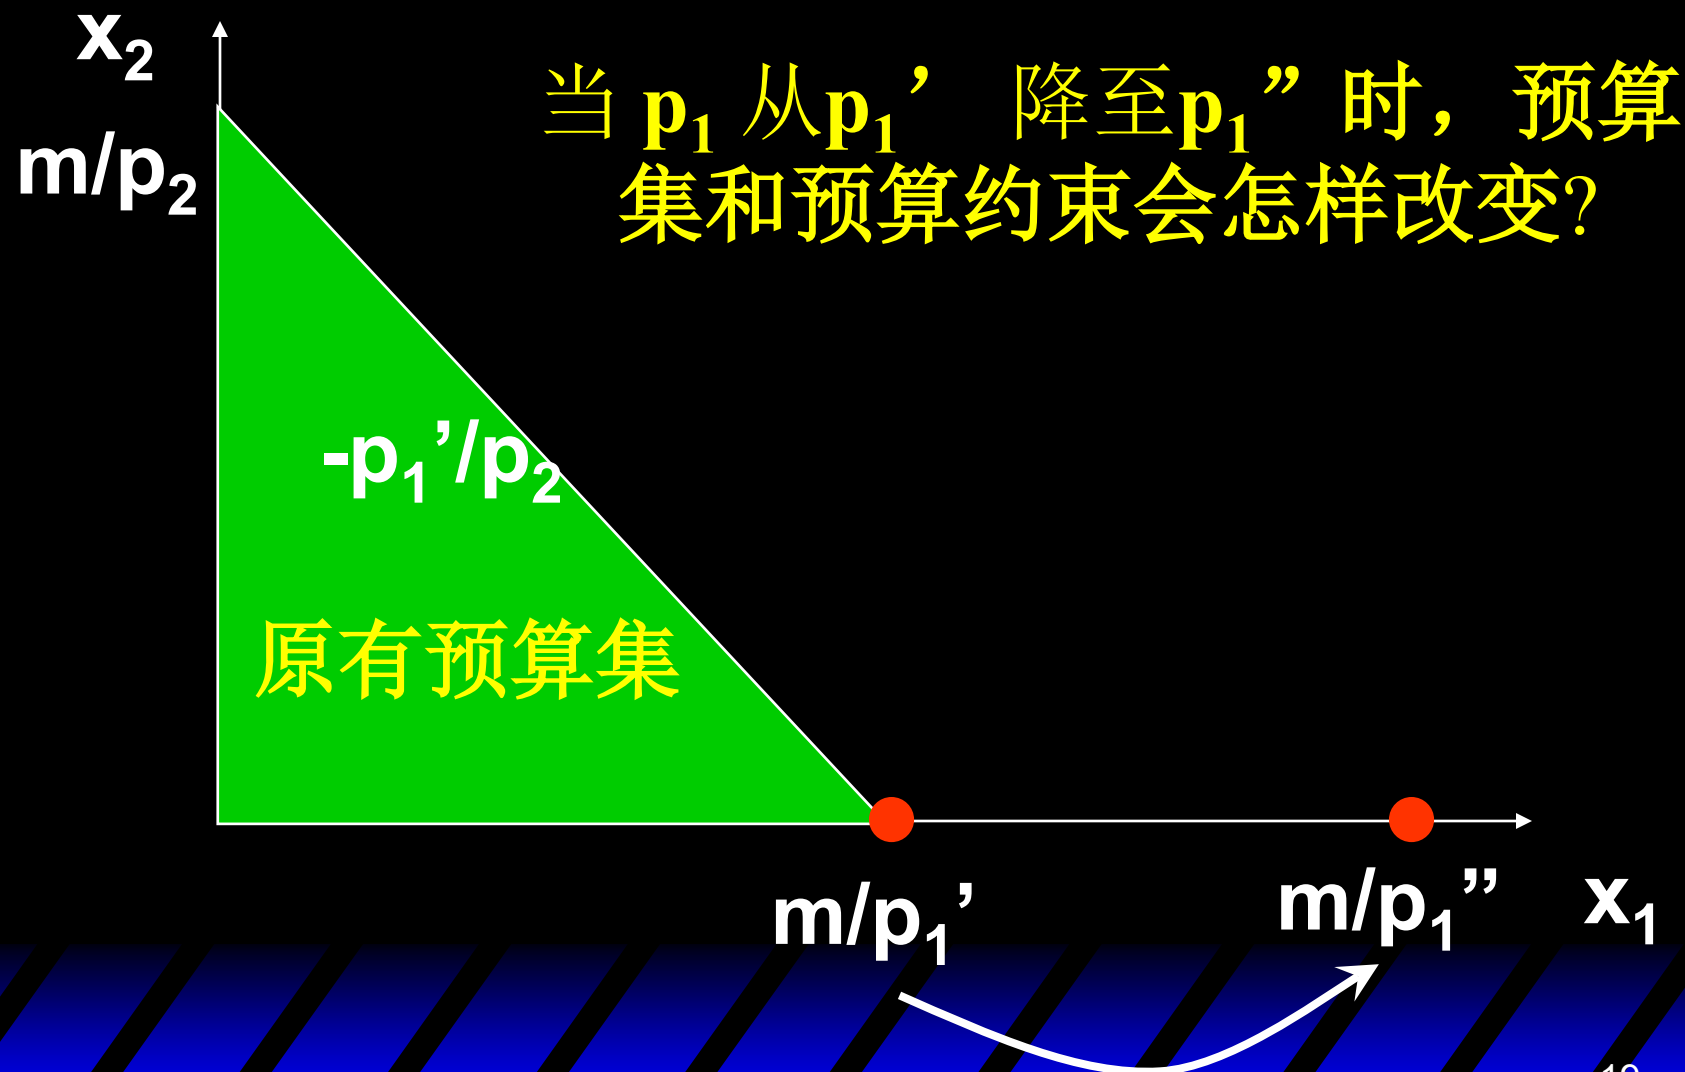 x₂
当 p₁ 从p₁’ 降至p₁”时，预算
集和预算约束会怎样改变?
m/p₂
-p₁’/p₂
原有预算集
m/p₁’
m/p₁”
x₁